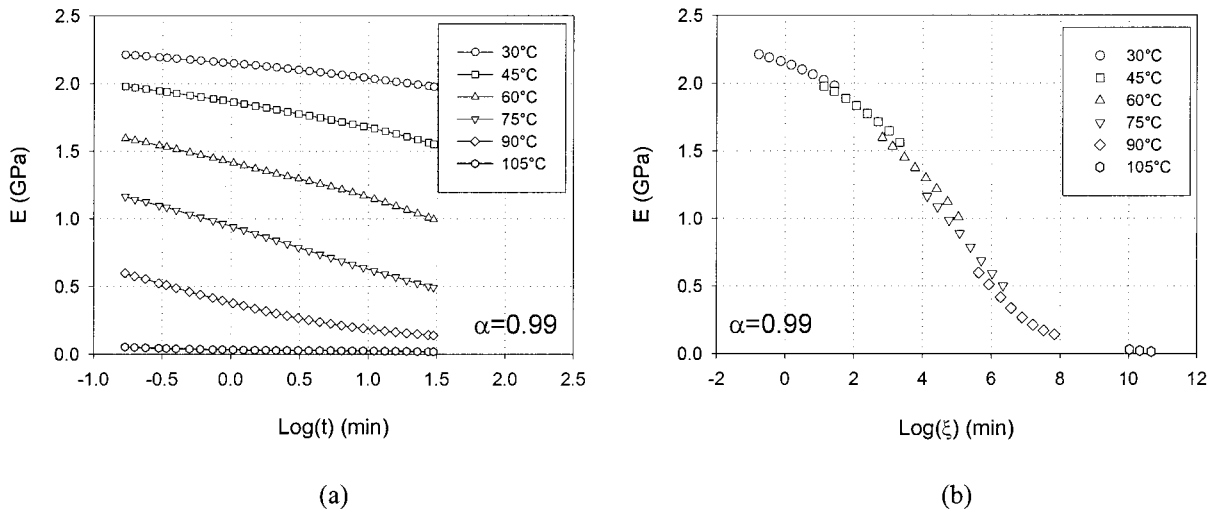 2.5
2.0
1.5
1.0
0.5
0.0
E (GPa)
30°C
45°C
60°C
75°C
90°C
105°C
α=0.99
-1.0 -0.5 0.0 0.5 1.0 1.5 2.0 2.5
Log(t) (min)
(a)
2.5
2.0
1.5
1.0
0.5
0.0
E (GPa)
30°C
45°C
60°C
75°C
90°C
105°C
α=0.99
-2 0 2 4 6 8 10 12
Log(ξ) (min)
(b)